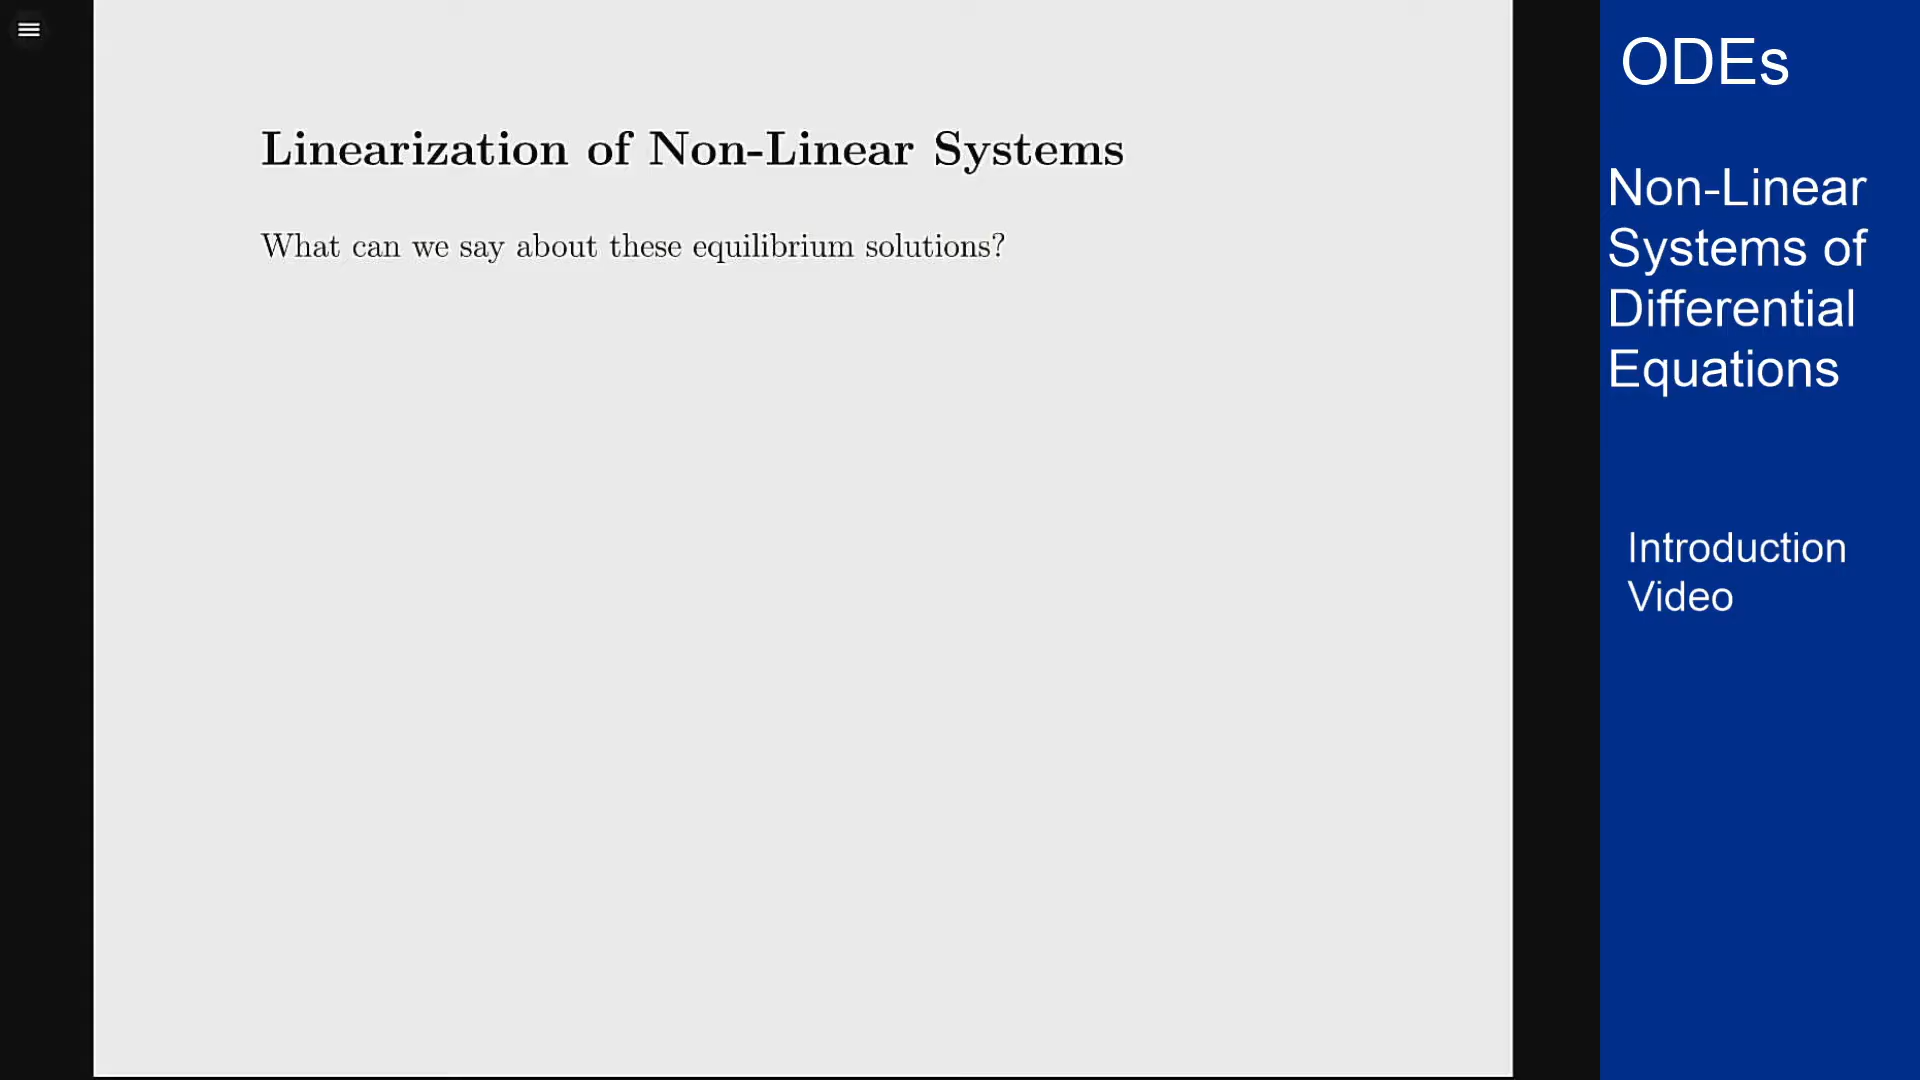 Linearization of Non-Linear Systems
What can we say about these equilibrium solutions?
ODEs
Non-Linear
Systems of
Differential
Equations
Introduction
Video